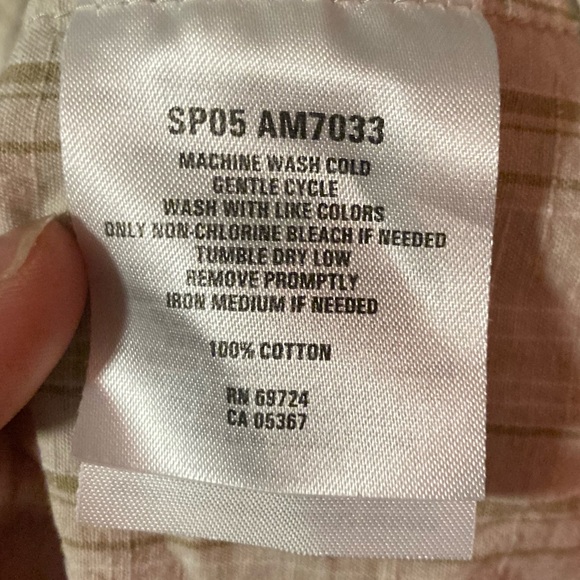 SP05 AM7033
MACHINE WASH COLD
GENTLE CYCLE
WASH WITH LIKE COLORS
ONLY NON-CHLORINE BLEACH IF NEEDED
TUMBLE DRY LOW
REMOVE PROMPTLY
IRON MEDIUM IF NEEDED
100% COTTON
RN 69724
CA 05367